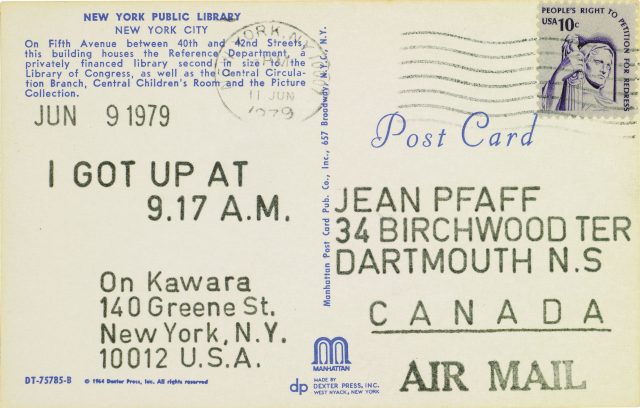 NEW YORK PUBLIC LIBRARY
NEW YORK CITY
On Fifth Avenue between 40th and 42nd Streets,
this building houses the Reference Department, a
privately financed library second in size to the
Library of Congress, as well as the Central Circula-
tion Branch, Central Children's Room and the Picture
Collection.
JUN 9 1979
I GOT UP AT
9.17 A.M.
On Kawara
140 Greene St.
New York, N.Y.
10012 U.S.A.
DT-75785-B
© 1964 Dexter Press, Inc. All rights reserved
Manhattan Post Card Pub. Co., Inc., 657 Broadway, N.Y.C., N.Y.
YORK, N.Y.
11 JUN
1979
PEOPLE'S RIGHT TO PETITION FOR REDRESS
USA 10c
Post Card
JEAN PFAFF
34 BIRCHWOOD TER
DARTMOUTH N.S
CANADA
AIR MAIL
MANHATTAN
dp
MADE BY
DEXTER PRESS, INC.
WEST NYACK, NEW YORK